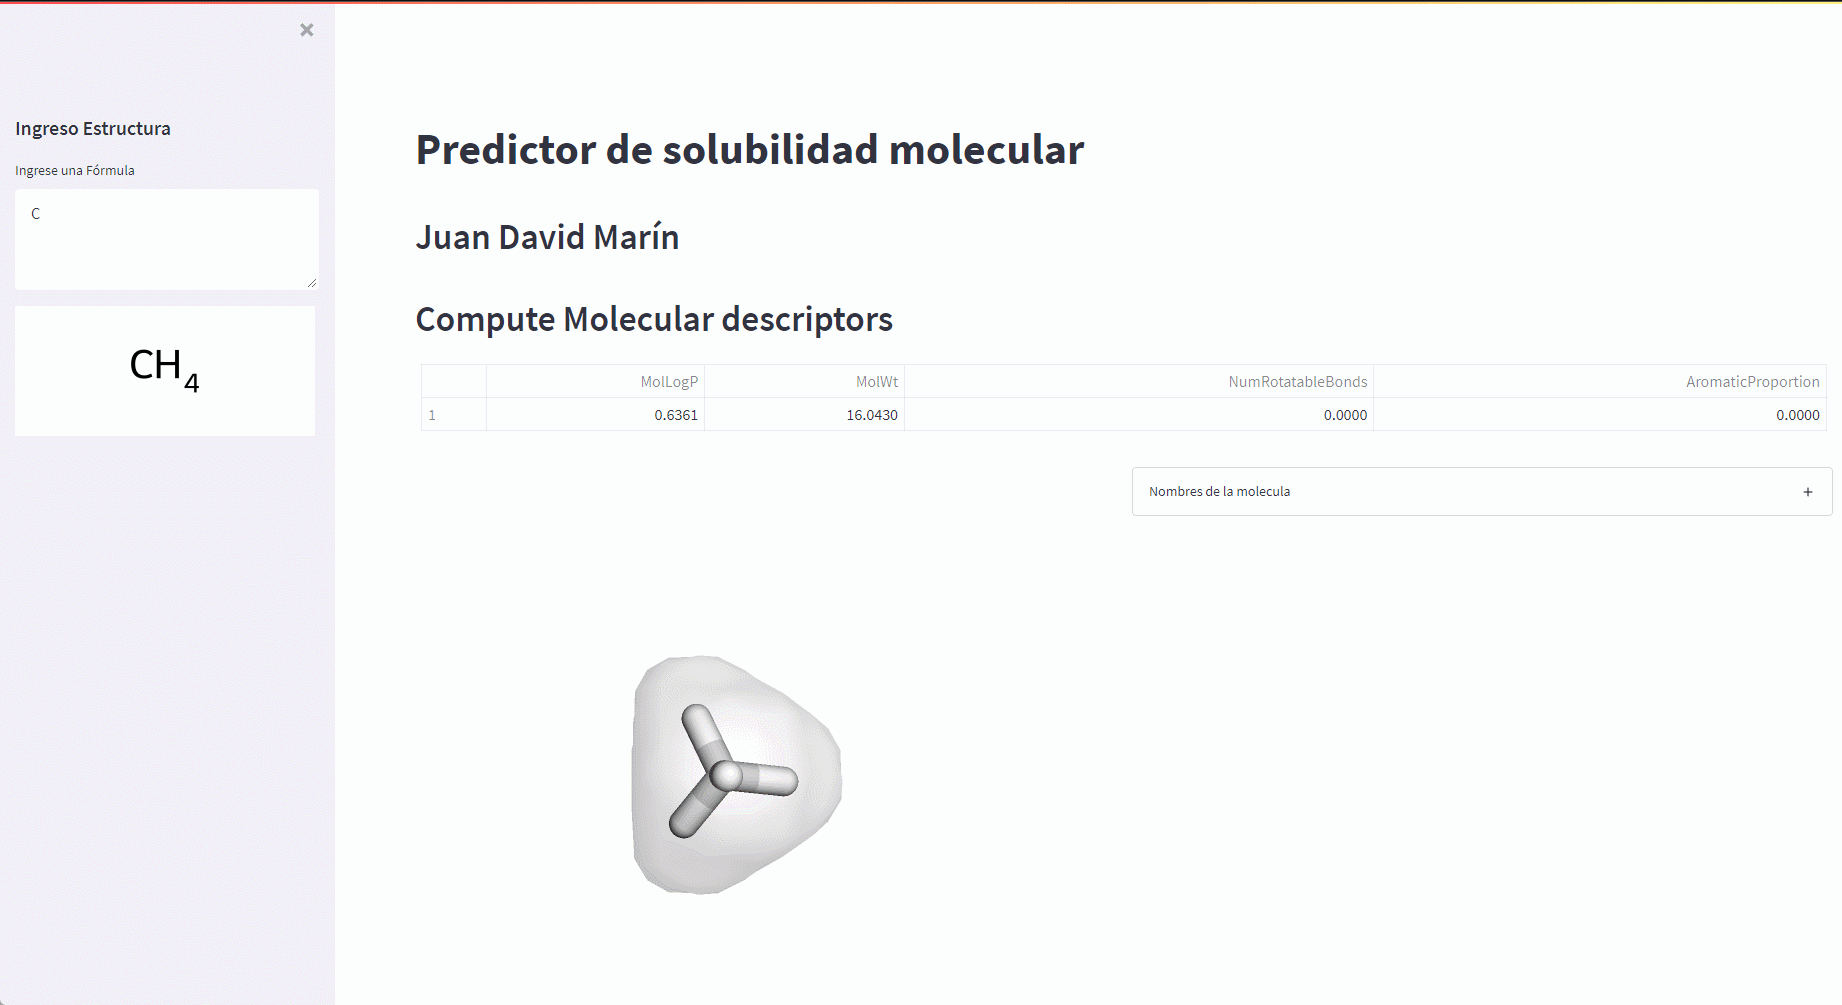 ×
Ingreso Estructura
Ingrese una Fórmula
C
CH4
Predictor de solubilidad molecular
Juan David Marín
Compute Molecular descriptors
MolLogP MolWt NumRotatableBonds AromaticProportion
1 0.6361 16.0430 0.0000 0.0000
Nombres de la molecula +